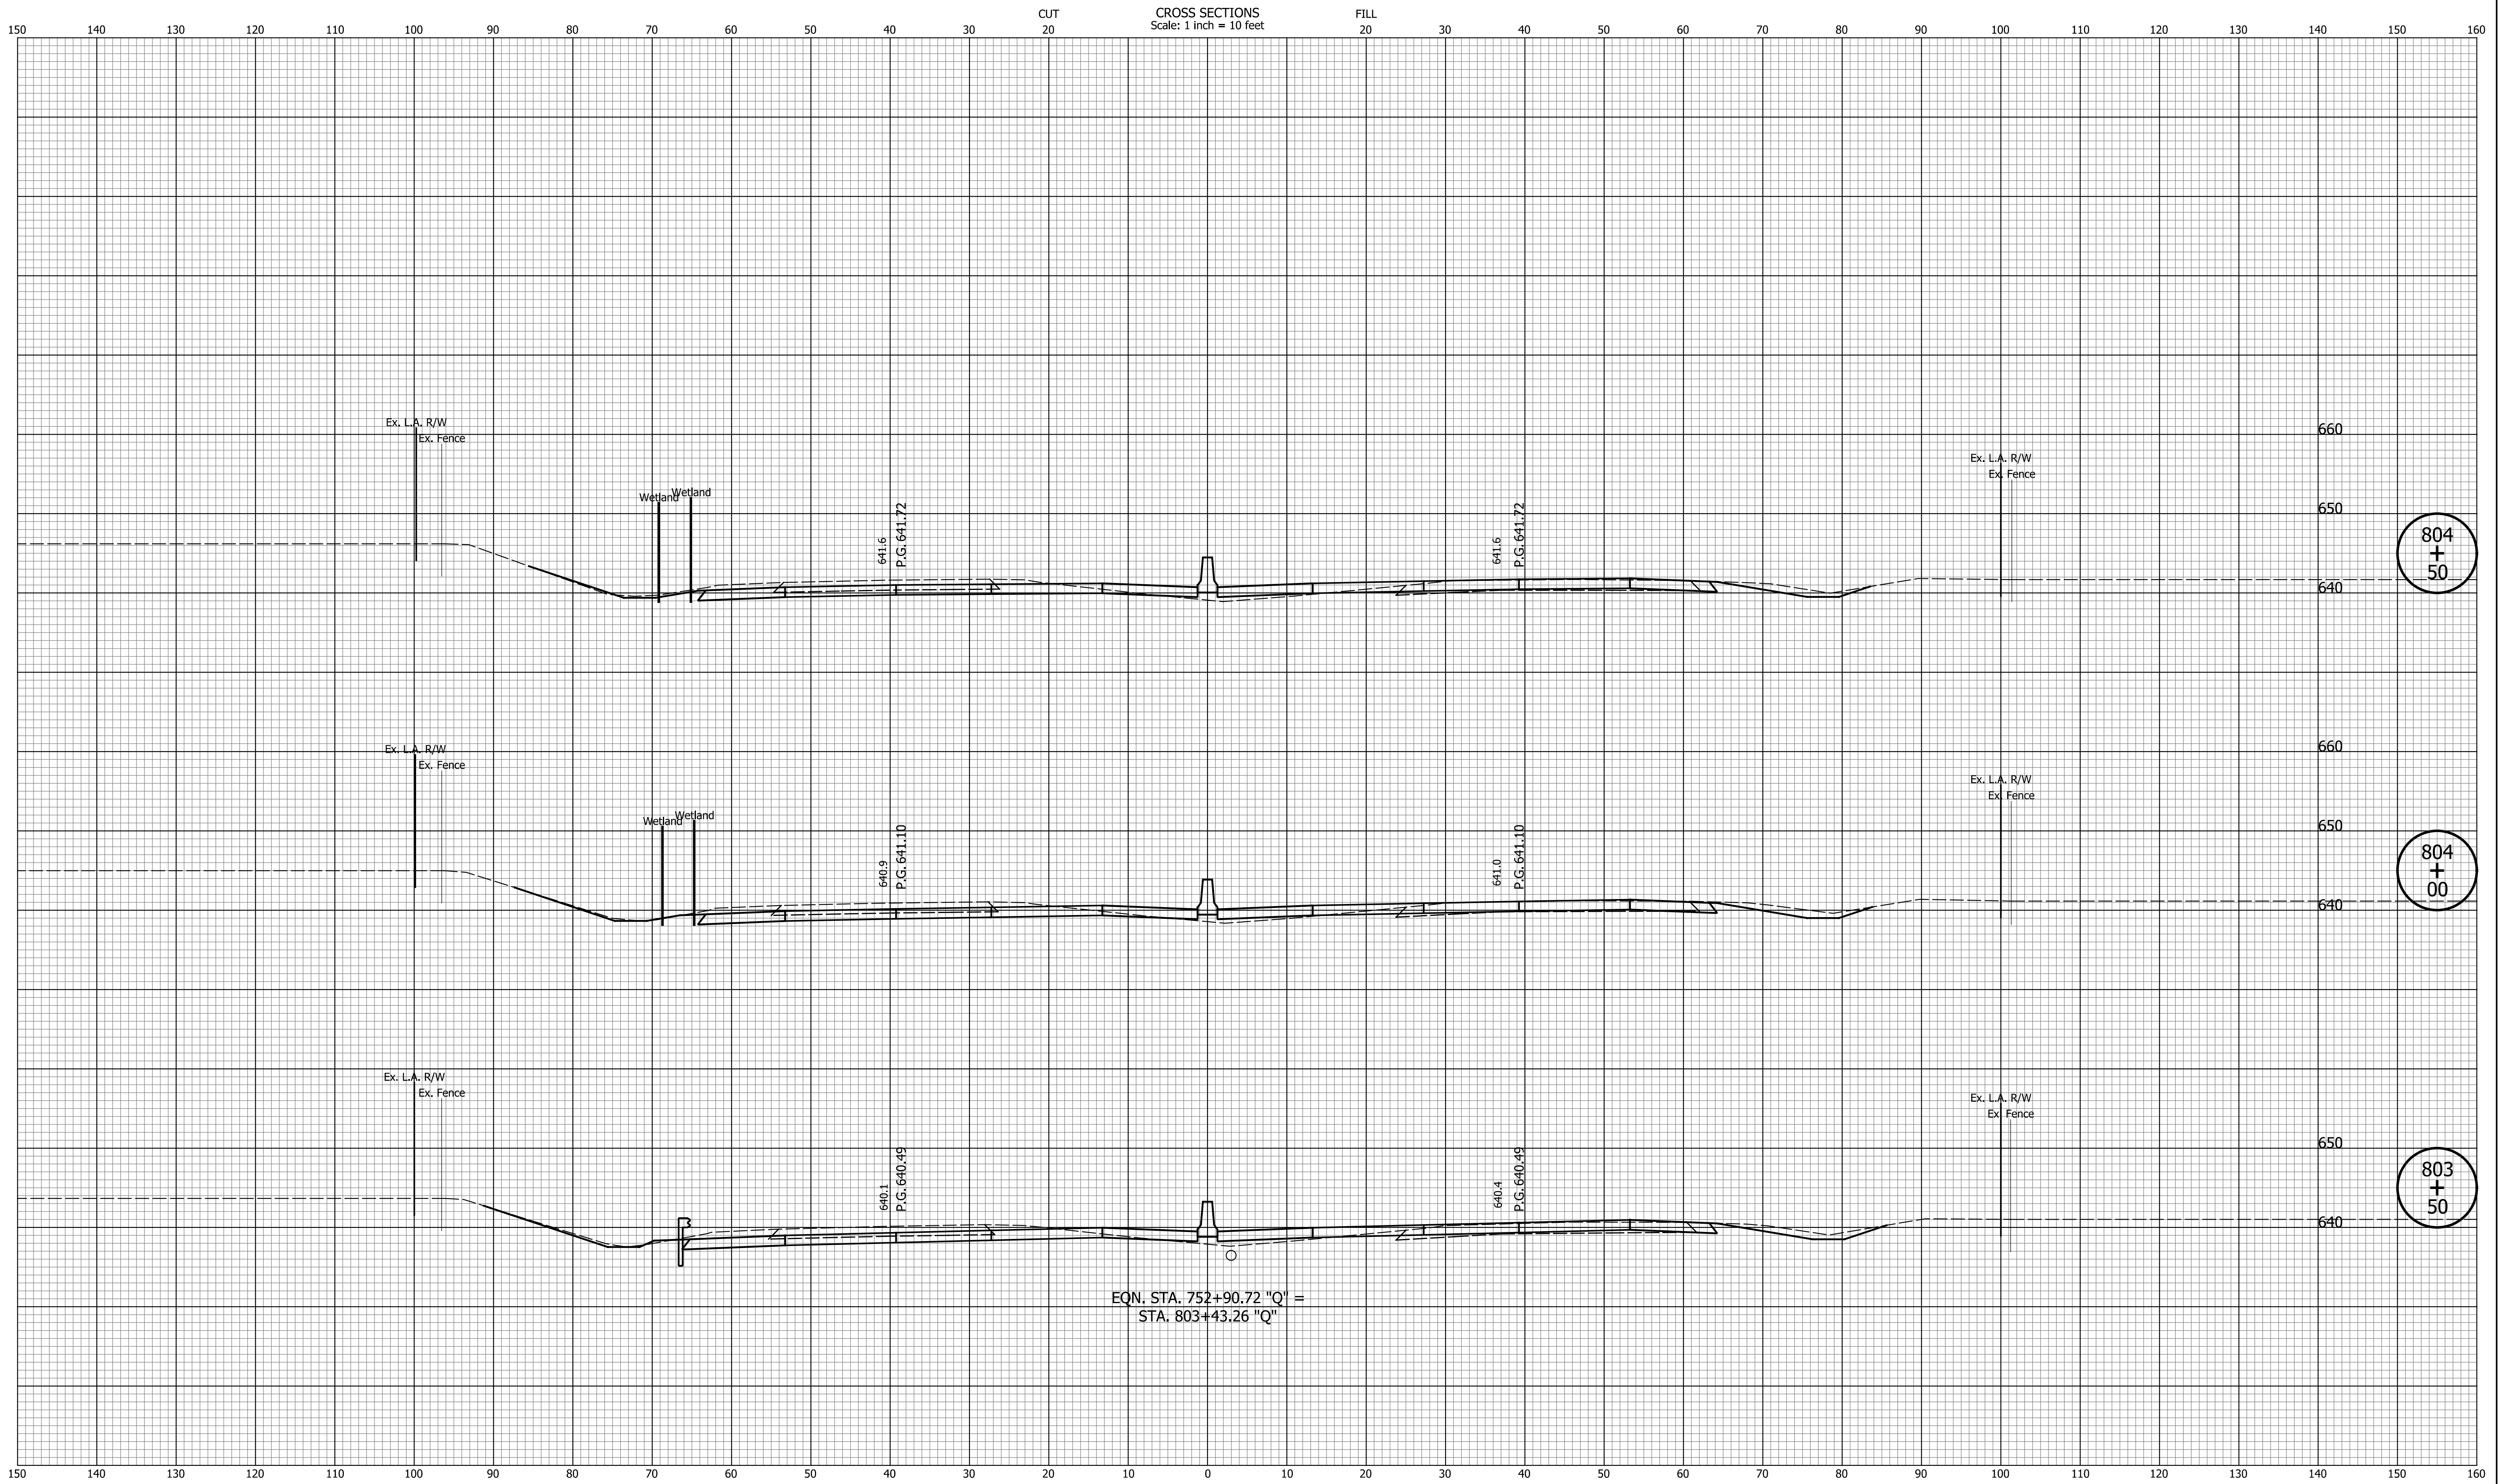 CUT CROSS SECTIONS FILL
Scale: 1 inch = 10 feet
150 140 130 120 110 100 90 80 70 60 50 40 30 20 20 30 40 50 60 70 80 90 100 110 120 130 140 150 160
Ex. L.A. R/W
Ex. Fence
660
Ex. L.A. R/W
Ex. Fence
Wetland
Wetland
641.6
P.G. 641.72
641.6
P.G. 641.72
650
640
804
+
50
Ex. L.A. R/W
Ex. Fence
660
Ex. L.A. R/W
Ex. Fence
Wetland
Wetland
640.9
P.G. 641.10
641.0
P.G. 641.10
650
640
804
+
00
Ex. L.A. R/W
Ex. Fence
Ex. L.A. R/W
Ex. Fence
640.1
P.G. 640.49
640.4
P.G. 640.49
650
640
803
+
50
EQN. STA. 752+90.72 "Q" =
STA. 803+43.26 "Q"
150 140 130 120 110 100 90 80 70 60 50 40 30 20 10 0 10 20 30 40 50 60 70 80 90 100 110 120 130 140 150 160